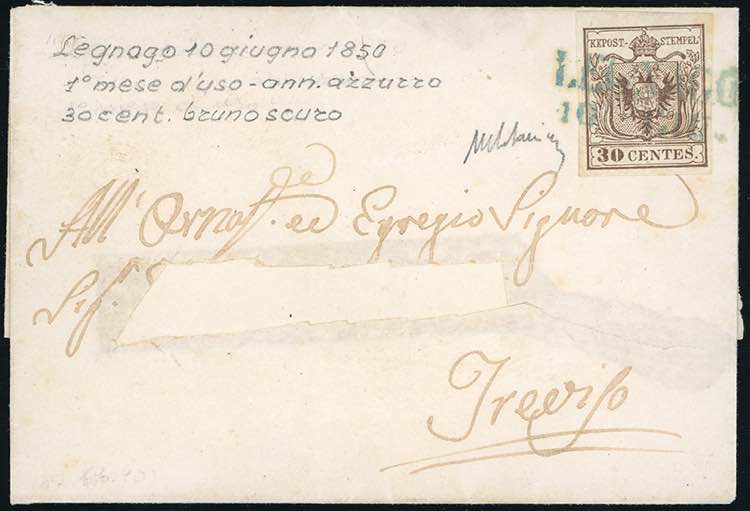 Legnago 10 giugno 1850
1° mese d'uso - ann. azzurro
30 cent. bruno scuro
KKPOST-STEMPEL
30 CENTES.
All' Ornat. ed Egregio Signore
Sig.
Treviso